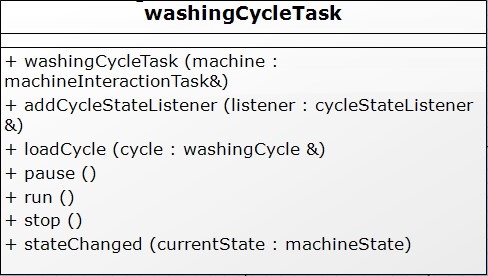 washingCycleTask
+ washingCycleTask (machine :
machineInteractionTask&)
+ addCycleStateListener (listener : cycleStateListener
&)
+ loadCycle (cycle : washingCycle &)
+ pause ()
+ run ()
+ stop ()
+ stateChanged (currentState : machineState)